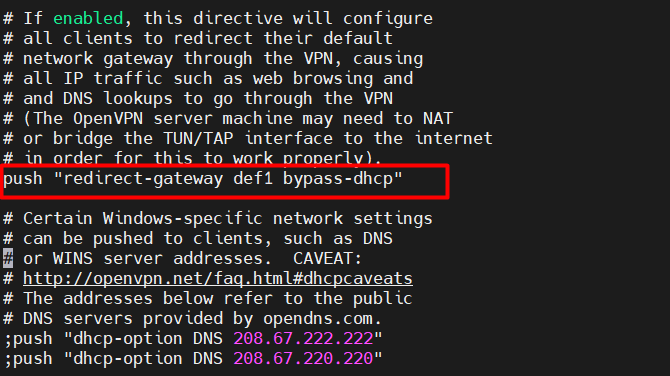 # If enabled, this directive will configure
# all clients to redirect their default
# network gateway through the VPN, causing
# all IP traffic such as web browsing and
# and DNS lookups to go through the VPN
# (The OpenVPN server machine may need to NAT
# or bridge the TUN/TAP interface to the internet
# in order for this to work properly).
push "redirect-gateway def1 bypass-dhcp"
# Certain Windows-specific network settings
# can be pushed to clients, such as DNS
# or WINS server addresses.  CAVEAT:
# http://openvpn.net/faq.html#dhcpcaveats
# The addresses below refer to the public
# DNS servers provided by opendns.com.
;push "dhcp-option DNS 208.67.222.222"
;push "dhcp-option DNS 208.67.220.220"